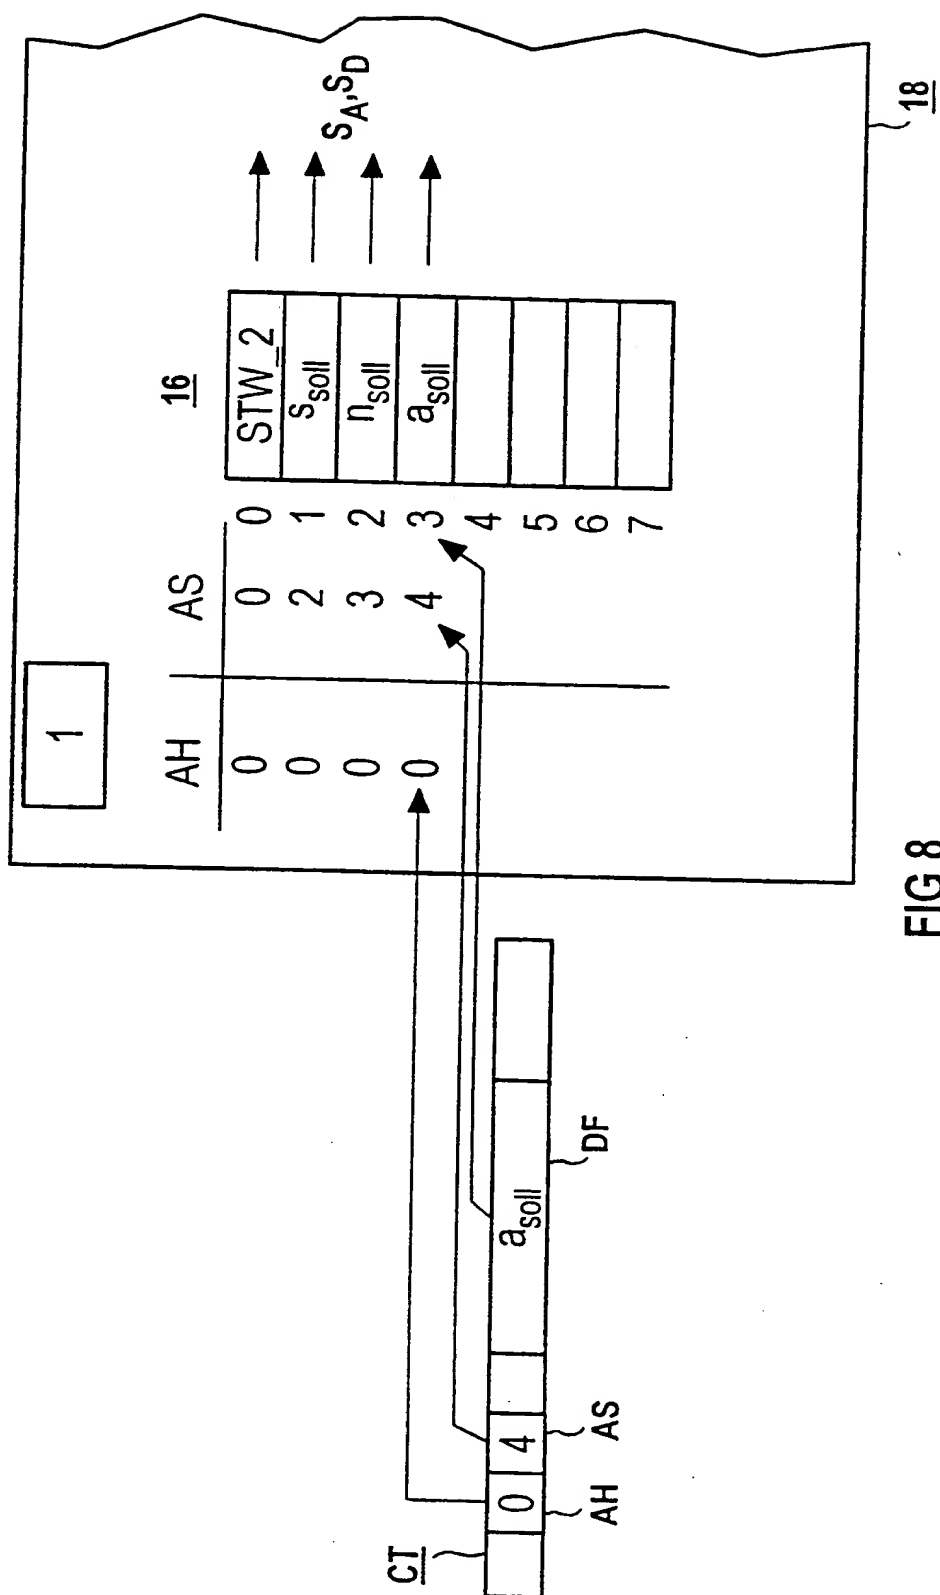 1
AH AS 16
0 0 0 STW_2
0 2 1 s_soll
0 3 2 n_soll
0 4 3 a_soll
4
5
6
7
s_A,s_D
18
CT 0 4 a_soll
AH AS DF
FIG 8